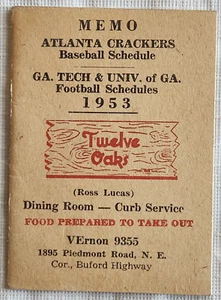 MEMO
ATLANTA CRACKERS
Baseball Schedule
GA. TECH & UNIV. of GA.
Football Schedules
1953
Twelve
Oaks
(Ross Lucas)
Dining Room — Curb Service
FOOD PREPARED TO TAKE OUT
VErnon 9355
1895 Piedmont Road, N. E.
Cor., Buford Highway